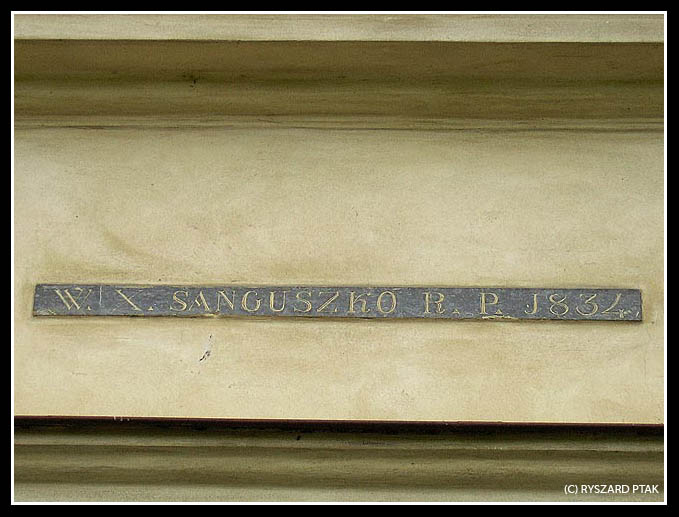 W. X. SANGUSZKO R. P. 1834
(C) RYSZARD PTAK